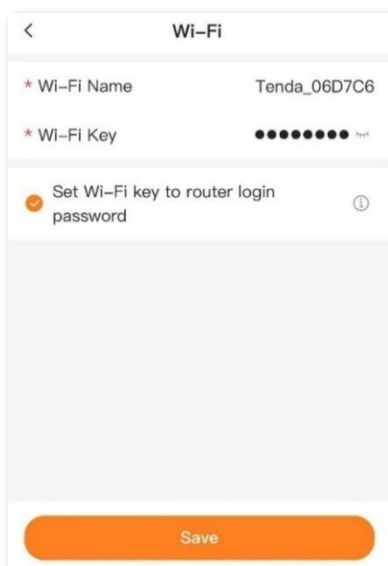 Wi-Fi
* Wi-Fi Name Tenda_06D7C6
* Wi-Fi Key ●●●●●●●●
Set Wi-Fi key to router login
password
Save